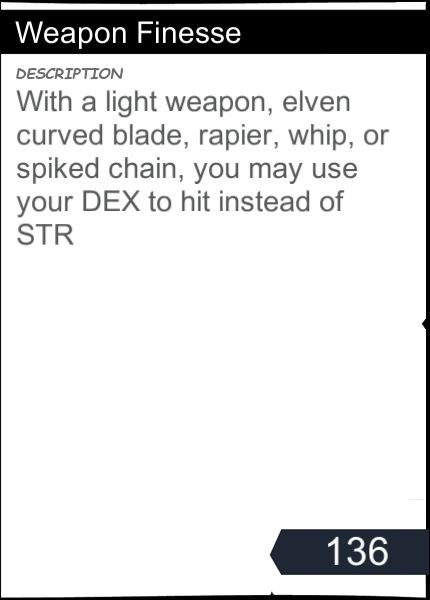 Weapon Finesse
DESCRIPTION
With a light weapon, elven
curved blade, rapier, whip, or
spiked chain, you may use
your DEX to hit instead of
STR
136